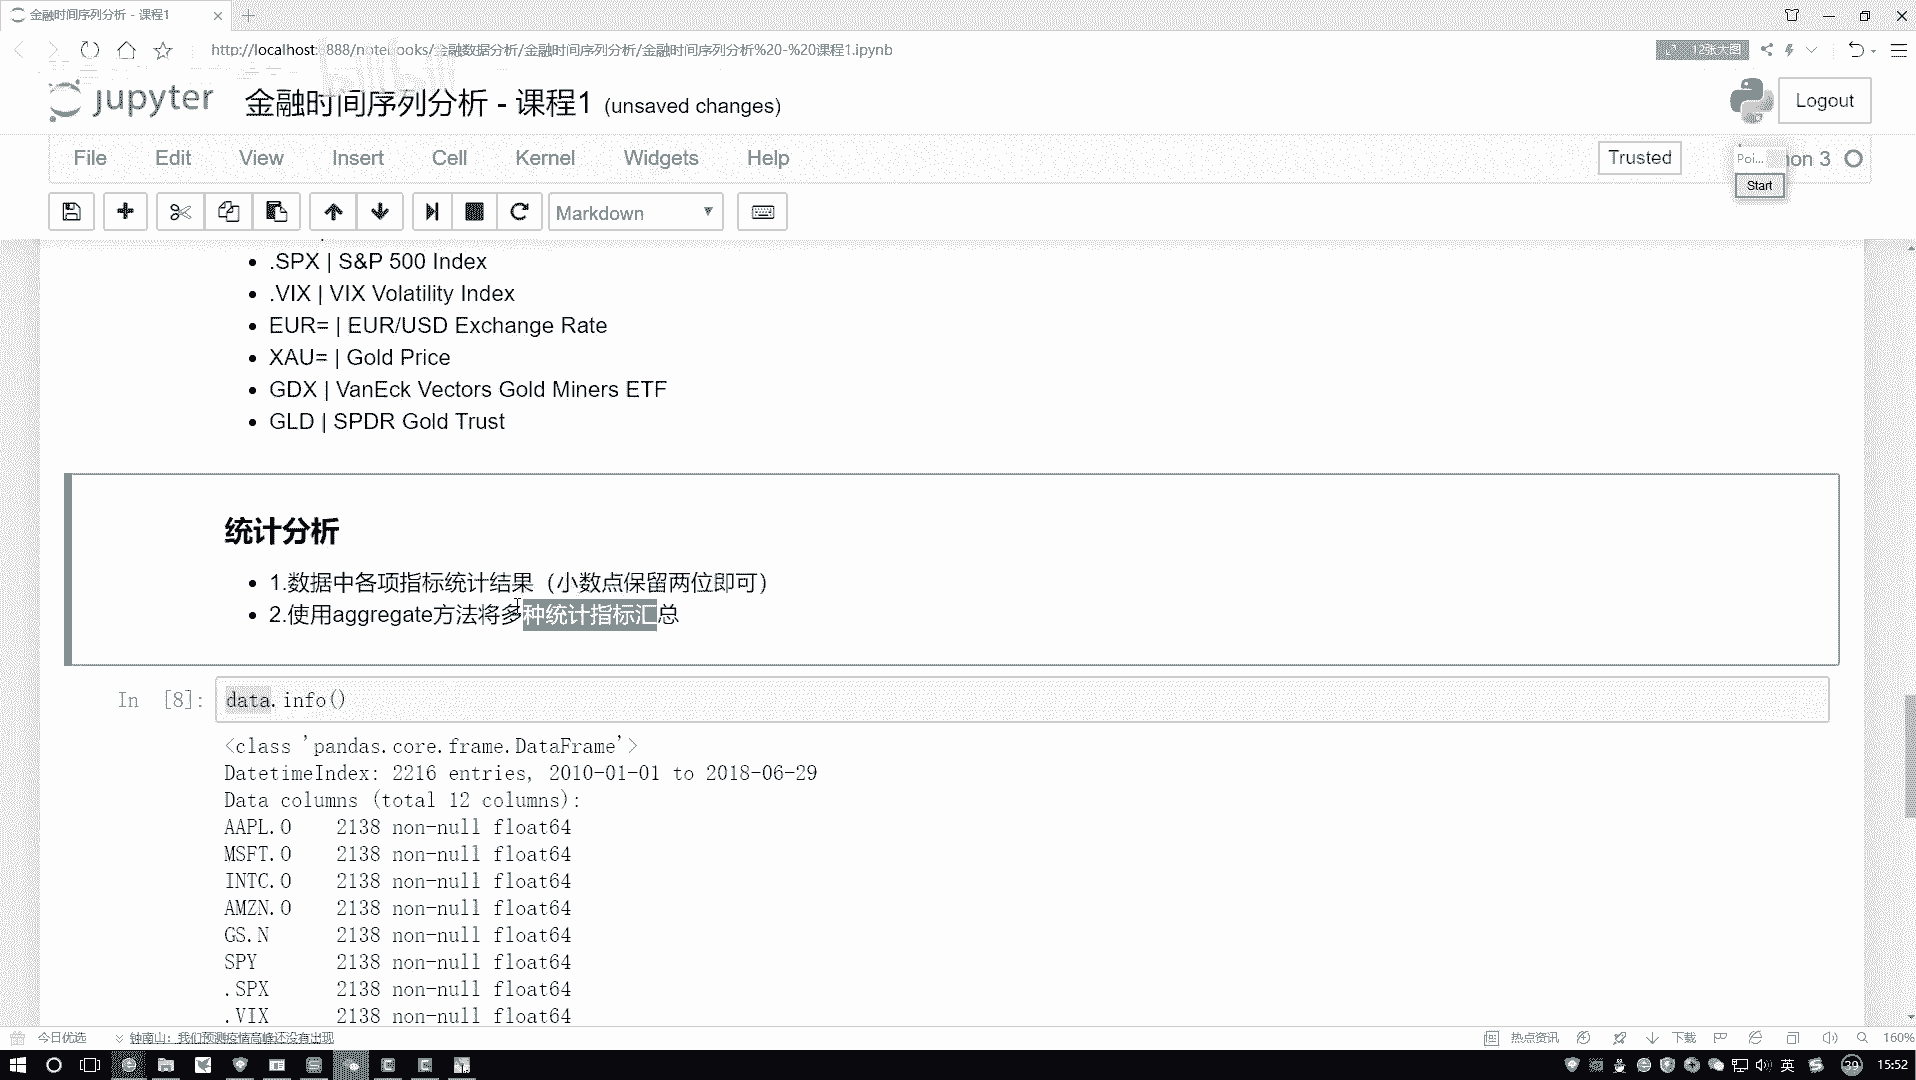 金融时间序列分析 - 课程1
http://localhost:8888/notebooks/金融数据分析/金融时间序列分析/金融时间序列分析%20-%20课程1.ipynb
12张大图
jupyter 金融时间序列分析 - 课程1 (unsaved changes)
Logout
File Edit View Insert Cell Kernel Widgets Help
Trusted
Poi...
hon 3
Start
Markdown
.SPX | S&P 500 Index
.VIX | VIX Volatility Index
EUR= | EUR/USD Exchange Rate
XAU= | Gold Price
GDX | VanEck Vectors Gold Miners ETF
GLD | SPDR Gold Trust
统计分析
1.数据中各项指标统计结果（小数点保留两位即可）
2.使用aggregate方法将多种统计指标汇总
In [8]: data.info()
<class 'pandas.core.frame.DataFrame'>
DatetimeIndex: 2216 entries, 2010-01-01 to 2018-06-29
Data columns (total 12 columns):
AAPL.O 2138 non-null float64
MSFT.O 2138 non-null float64
INTC.O 2138 non-null float64
AMZN.O 2138 non-null float64
GS.N 2138 non-null float64
SPY 2138 non-null float64
.SPX 2138 non-null float64
.VIX 2138 non-null float64
今日优选
钟南山：我们预测疫情高峰还没有出现
热点资讯
下载
160%
英
39
15:52